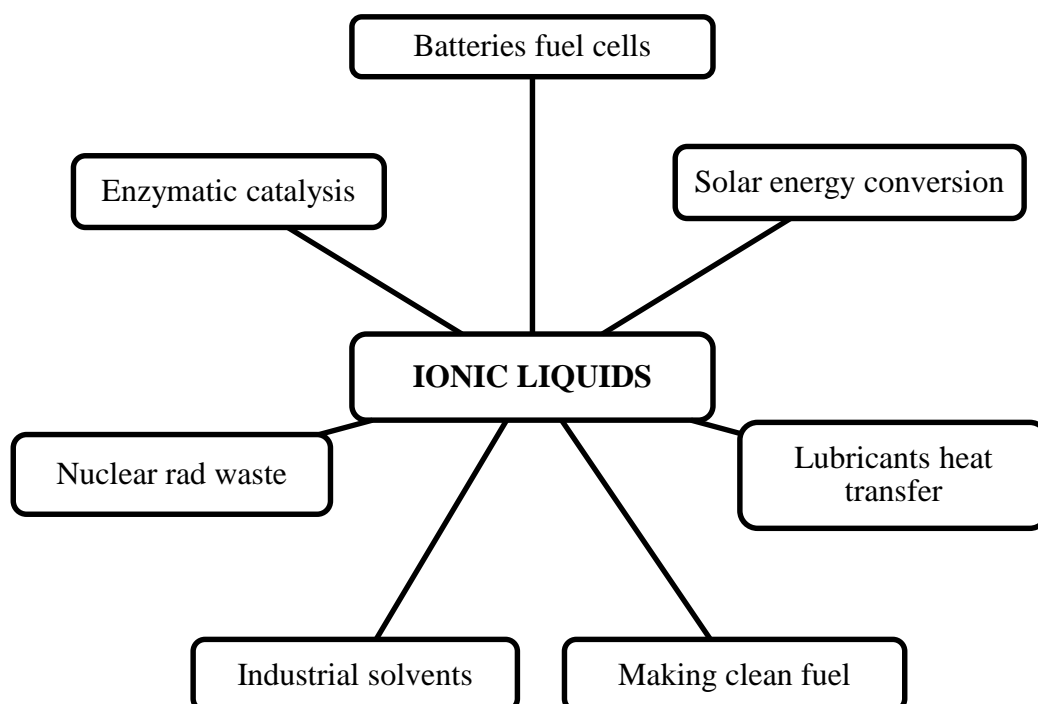 Batteries fuel cells
Enzymatic catalysis
Solar energy conversion
IONIC LIQUIDS
Nuclear rad waste
Lubricants heat
transfer
Industrial solvents
Making clean fuel